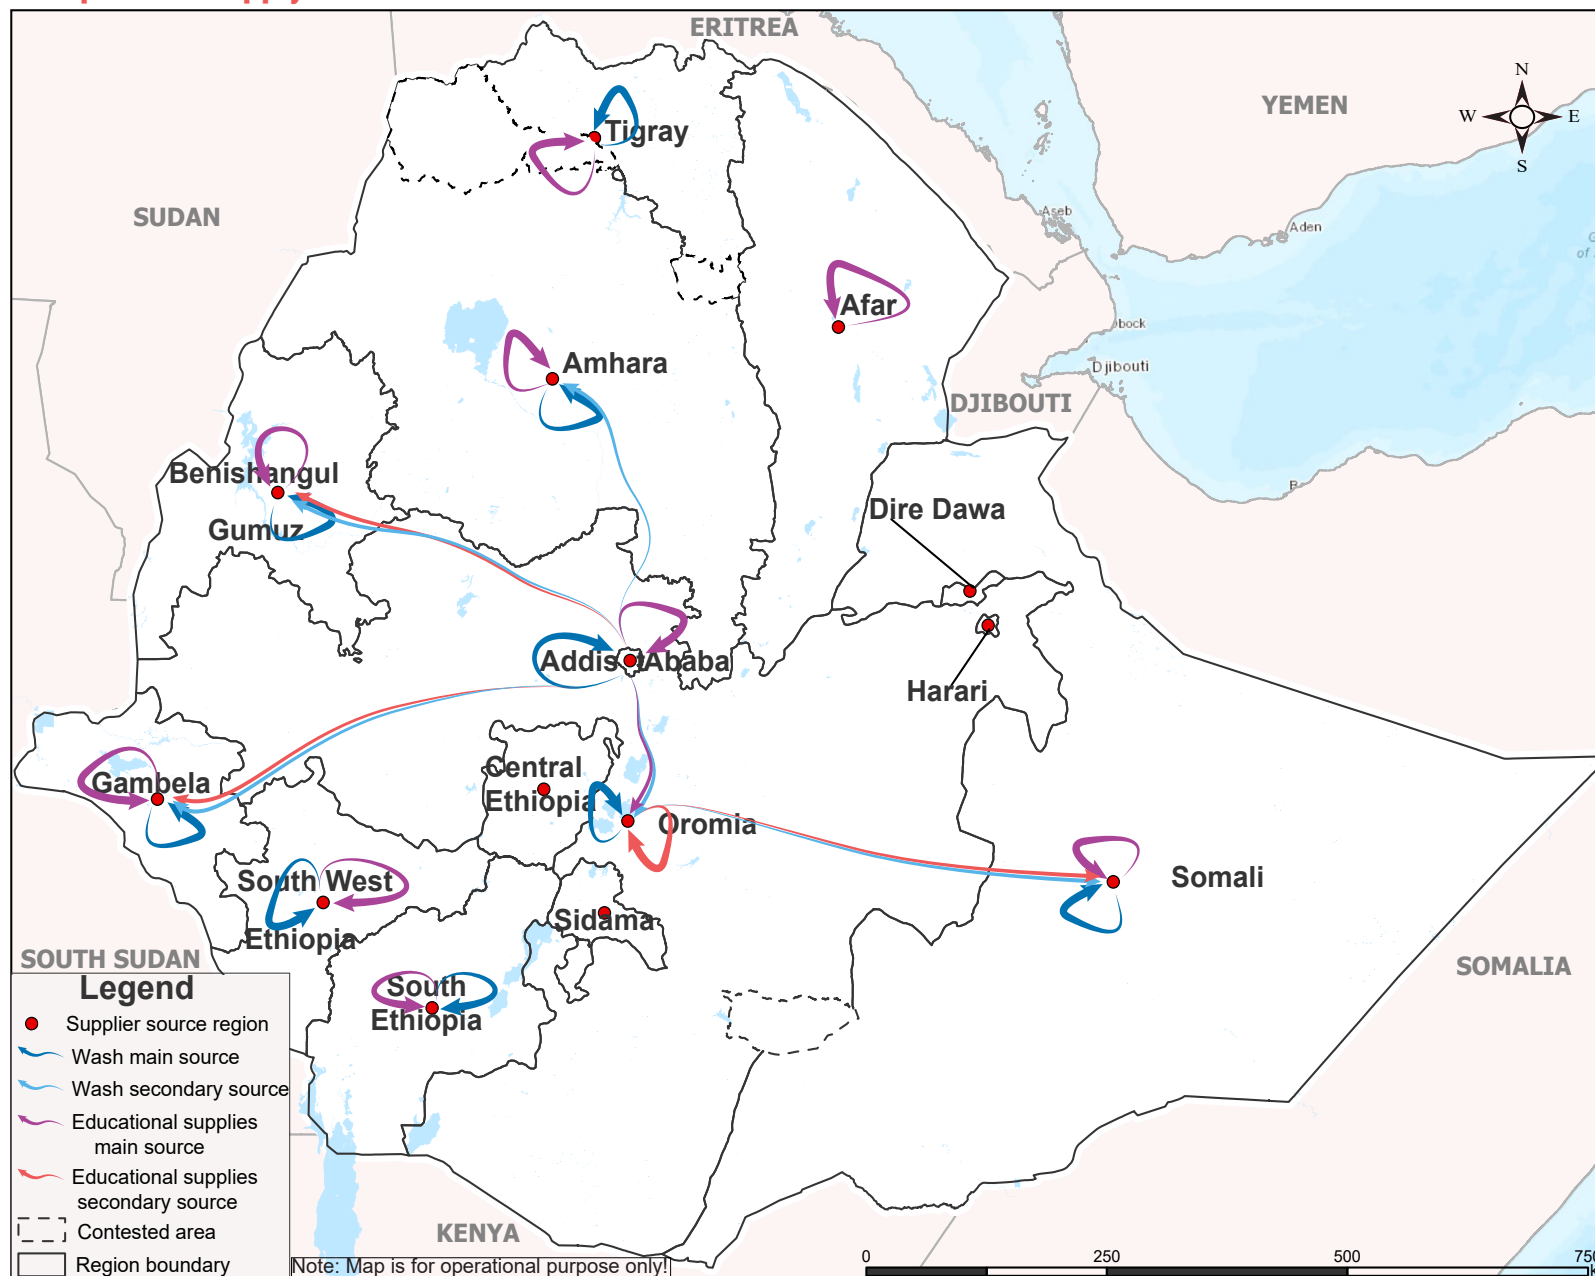 ERITREA
YEMEN
N
W
E
S
Tigray
SUDAN
Aseb
Aden
Afar
Amhara
Djibouti
DJIBOUTI
Benishangul
Gumuz
Dire Dawa
Addis
Ababa
Harari
Central
Ethiopia
Gambela
Oromia
South West
Ethiopia
Somali
Sidama
SOUTH SUDAN
SOMALIA
South
Ethiopia
Legend
Supplier source region
Wash main source
Wash secondary source
Educational supplies
main source
Educational supplies
secondary source
Contested area
Region boundary
KENYA
Note: Map is for operational purpose only!
0
250
500
750